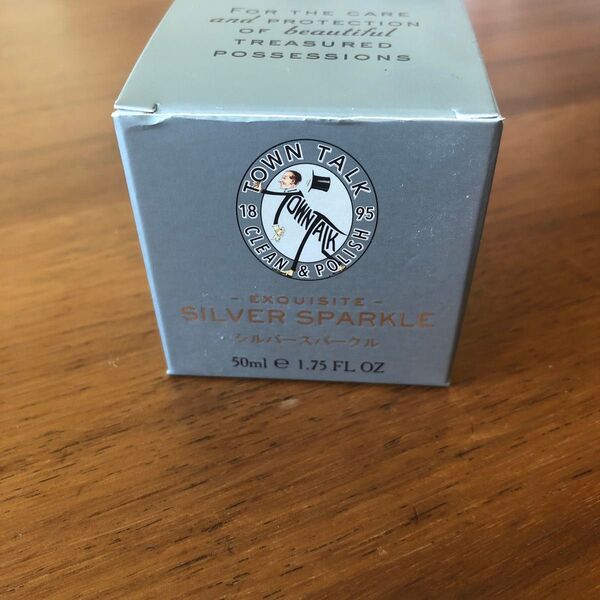 FOR THE CARE
and PROTECTION
OF beautiful
TREASURED
POSSESSIONS
TOWN TALK
18 95
TOWN TALK
CLEAN & POLISH
- EXQUISITE -
SILVER SPARKLE
シルバースパークル
50ml ℮ 1.75 FL OZ